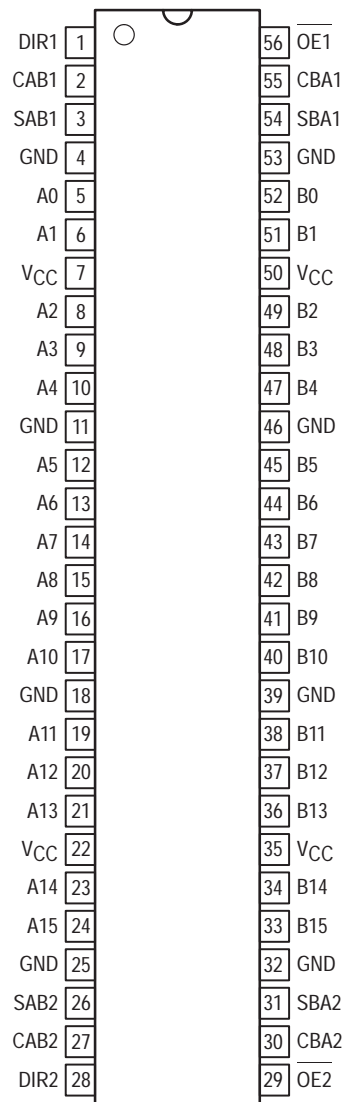 DIR1 1 56 OE1
CAB1 2 55 CBA1
SAB1 3 54 SBA1
GND 4 53 GND
A0 5 52 B0
A1 6 51 B1
VCC 7 50 VCC
A2 8 49 B2
A3 9 48 B3
A4 10 47 B4
GND 11 46 GND
A5 12 45 B5
A6 13 44 B6
A7 14 43 B7
A8 15 42 B8
A9 16 41 B9
A10 17 40 B10
GND 18 39 GND
A11 19 38 B11
A12 20 37 B12
A13 21 36 B13
VCC 22 35 VCC
A14 23 34 B14
A15 24 33 B15
GND 25 32 GND
SAB2 26 31 SBA2
CAB2 27 30 CBA2
DIR2 28 29 OE2